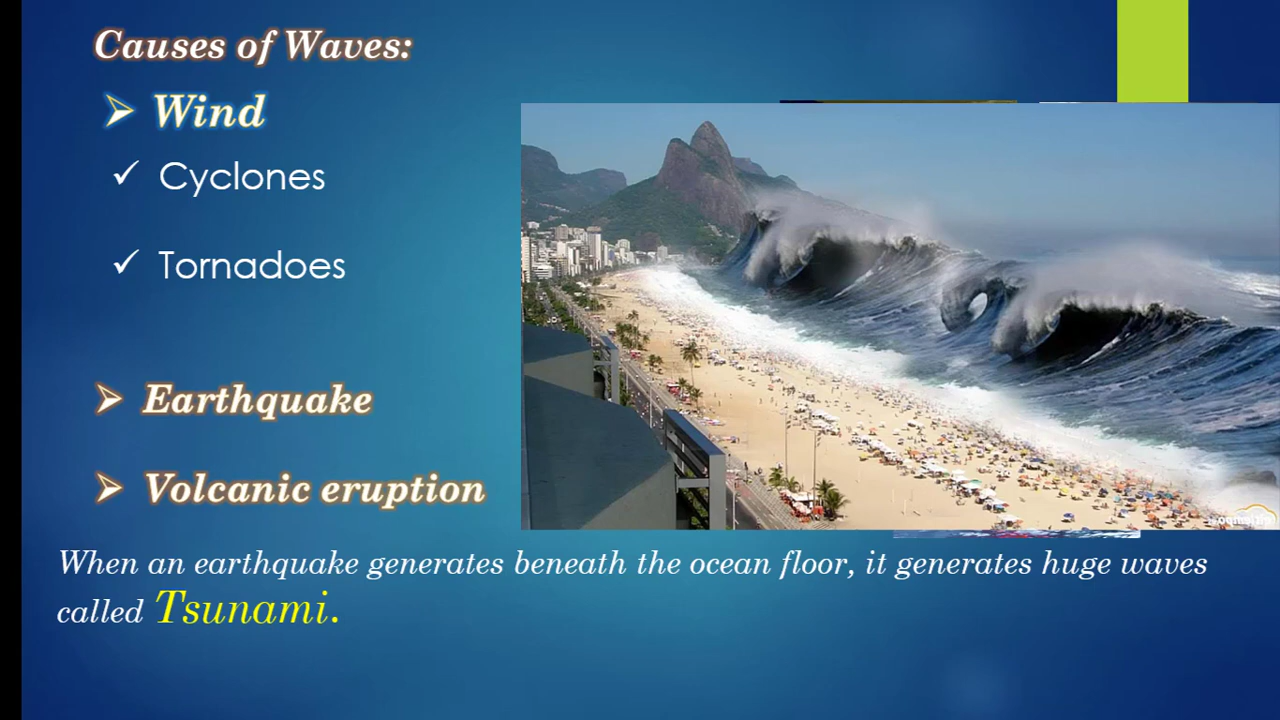 Causes of Waves:
Wind
Cyclones
Tornadoes
Earthquake
Volcanic eruption
When an earthquake generates beneath the ocean floor, it generates huge waves
called Tsunami.